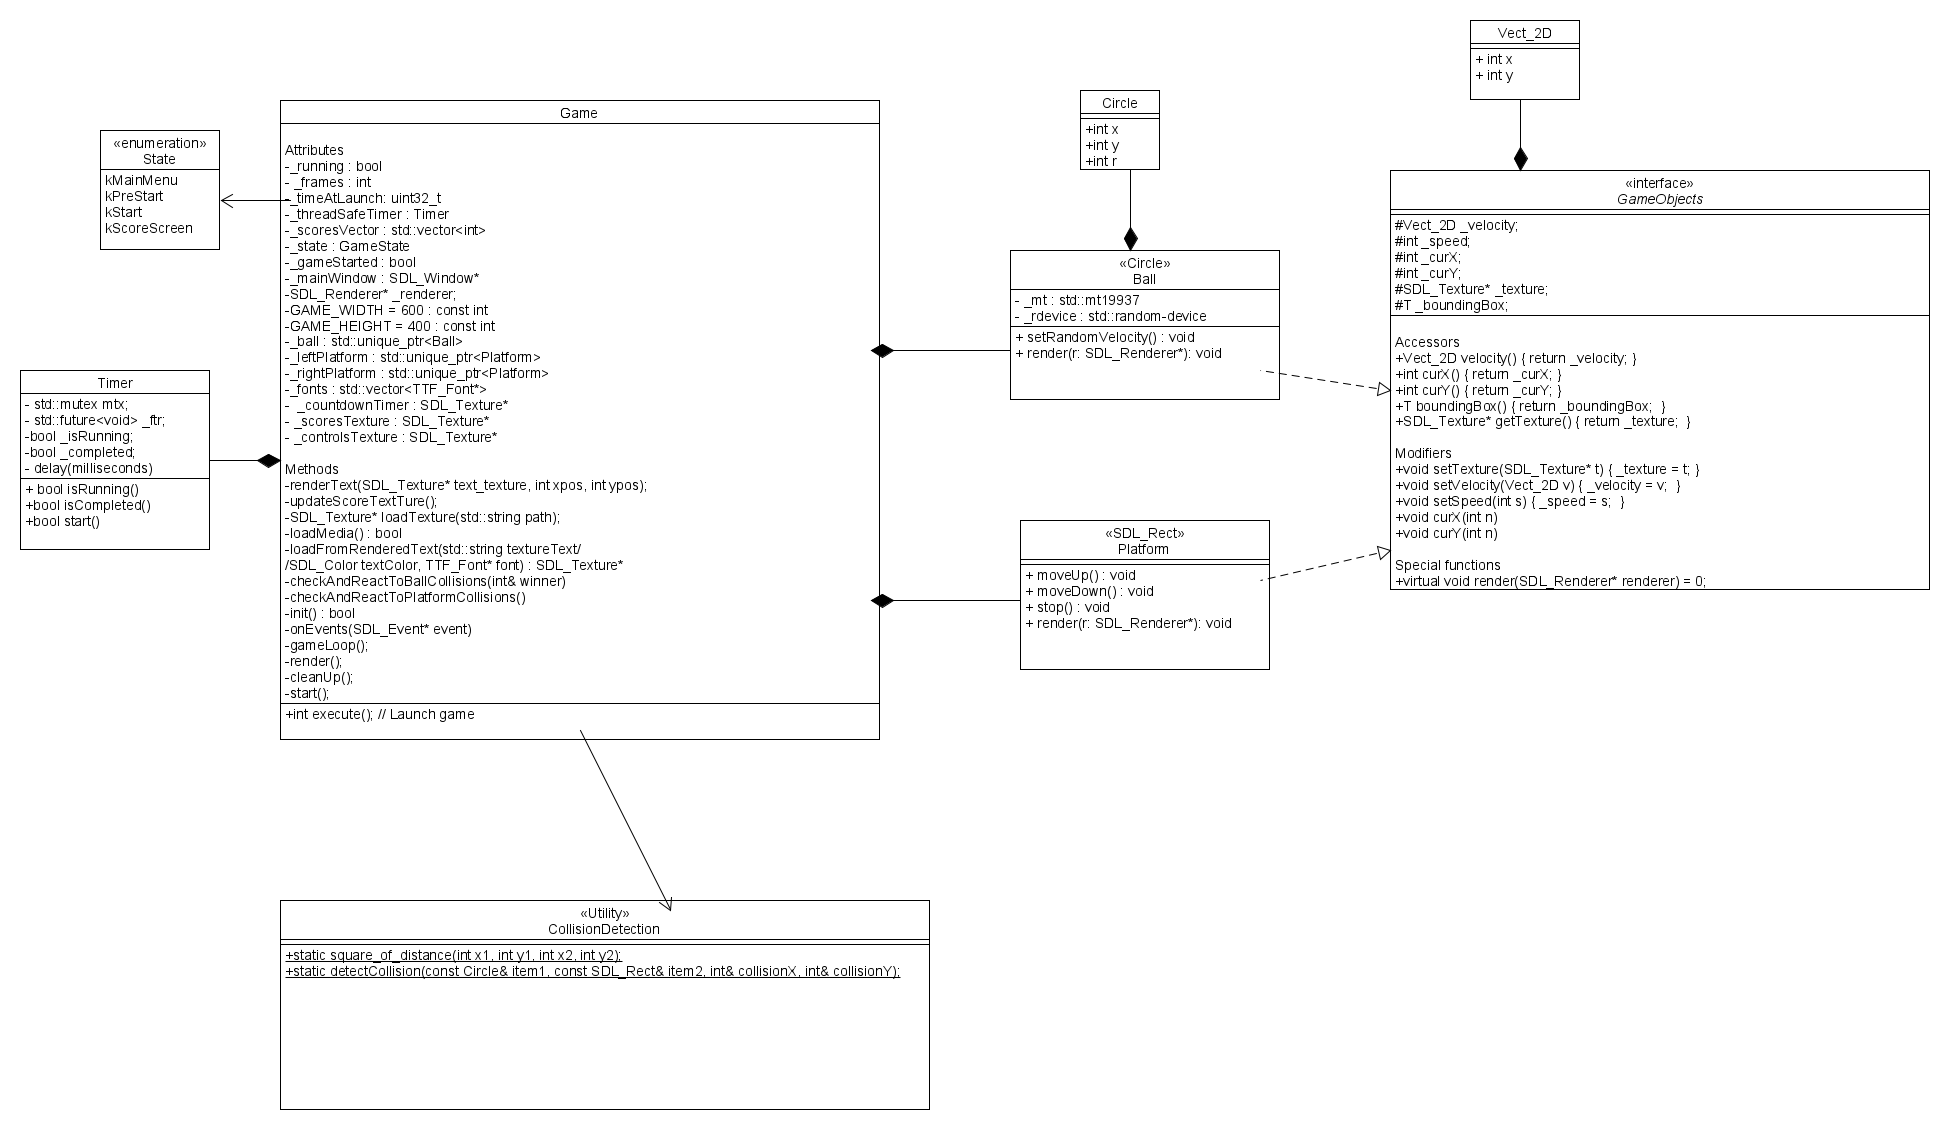 Vect_2D
+ int x
+ int y
Circle
+int x
+int y
+int r
Game
Attributes
-_running : bool
- _frames : int
-_timeAtLaunch: uint32_t
-_threadSafeTimer : Timer
-_scoresVector : std::vector<int>
-_state : GameState
-_gameStarted : bool
-_mainWindow : SDL_Window*
-SDL_Renderer* _renderer;
-GAME_WIDTH = 600 : const int
-GAME_HEIGHT = 400 : const int
-_ball : std::unique_ptr<Ball>
-_leftPlatform : std::unique_ptr<Platform>
-_rightPlatform : std::unique_ptr<Platform>
-_fonts : std::vector<TTF_Font*>
- _countdownTimer : SDL_Texture*
- _scoresTexture : SDL_Texture*
- _controlsTexture : SDL_Texture*
Methods
-renderText(SDL_Texture* text_texture, int xpos, int ypos);
-updateScoreTextTure();
-SDL_Texture* loadTexture(std::string path);
-loadMedia() : bool
-loadFromRenderedText(std::string textureText/
/SDL_Color textColor, TTF_Font* font) : SDL_Texture*
-checkAndReactToBallCollisions(int& winner)
-checkAndReactToPlatformCollisions()
-init() : bool
-onEvents(SDL_Event* event)
-gameLoop();
-render();
-cleanUp();
-start();
+int execute(); // Launch game
«enumeration»
State
kMainMenu
kPreStart
kStart
kScoreScreen
«interface»
GameObjects
#Vect_2D _velocity;
#int _speed;
#int _curX;
#int _curY;
#SDL_Texture* _texture;
#T _boundingBox;
Accessors
+Vect_2D velocity() { return _velocity; }
+int curX() { return _curX; }
+int curY() { return _curY; }
+T boundingBox() { return _boundingBox; }
+SDL_Texture* getTexture() { return _texture; }
Modifiers
+void setTexture(SDL_Texture* t) { _texture = t; }
+void setVelocity(Vect_2D v) { _velocity = v; }
+void setSpeed(int s) { _speed = s; }
+void curX(int n)
+void curY(int n)
Special functions
+virtual void render(SDL_Renderer* renderer) = 0;
«Circle»
Ball
- _mt : std::mt19937
- _rdevice : std::random-device
+ setRandomVelocity() : void
+ render(r: SDL_Renderer*): void
Timer
- std::mutex mtx;
- std::future<void> _ftr;
-bool _isRunning;
-bool _completed;
- delay(milliseconds)
+ bool isRunning()
+bool isCompleted()
+bool start()
«SDL_Rect»
Platform
+ moveUp() : void
+ moveDown() : void
+ stop() : void
+ render(r: SDL_Renderer*): void
«Utility»
CollisionDetection
+static square_of_distance(int x1, int y1, int x2, int y2);
+static detectCollision(const Circle& item1, const SDL_Rect& item2, int& collisionX, int& collisionY);